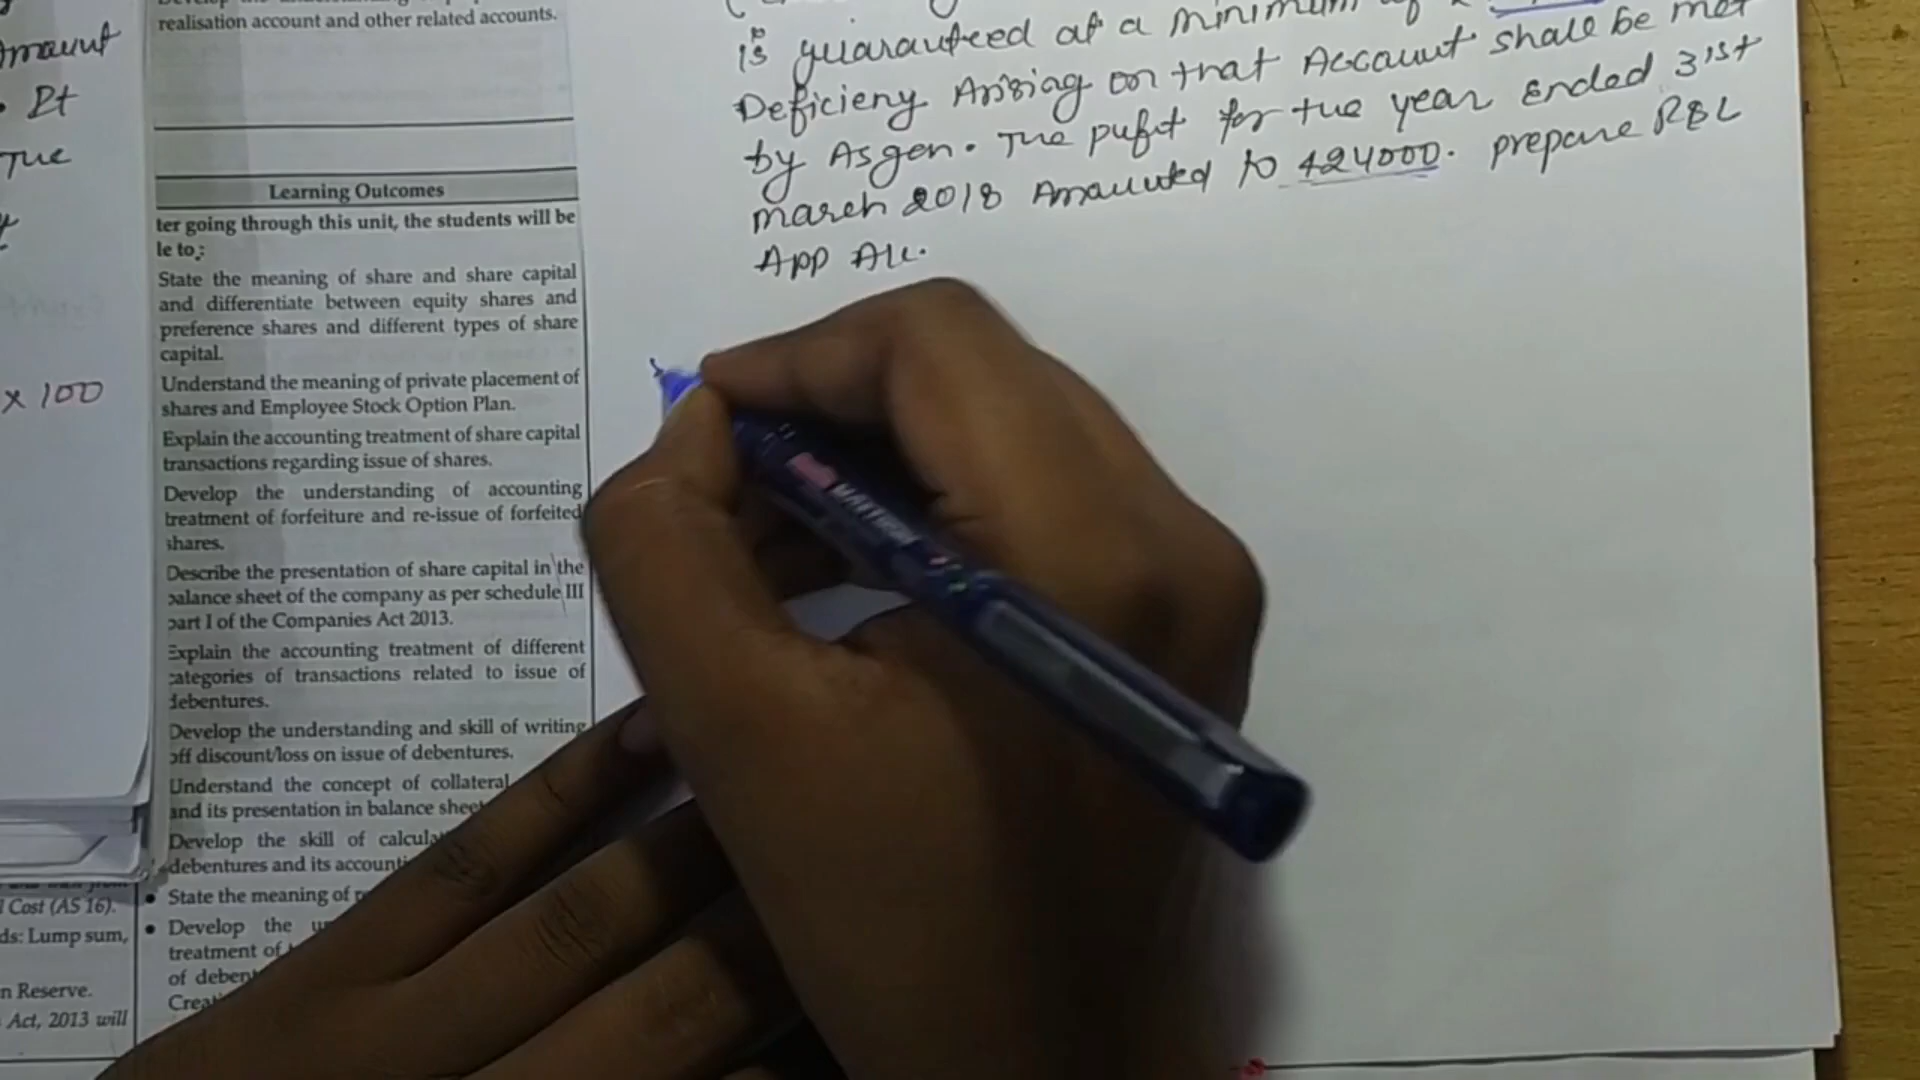 realisation account and other related accounts.
Learning Outcomes
ter going through this unit, the students will be
le to:
State the meaning of share and share capital
and differentiate between equity shares and
preference shares and different types of share
capital.
Understand the meaning of private placement of
shares and Employee Stock Option Plan.
Explain the accounting treatment of share capital
transactions regarding issue of shares.
Develop the understanding of accounting
treatment of forfeiture and re-issue of forfeited
shares.
Describe the presentation of share capital in the
balance sheet of the company as per schedule III
part I of the Companies Act 2013.
Explain the accounting treatment of different
categories of transactions related to issue of
debentures.
Develop the understanding and skill of writing
off discount/loss on issue of debentures.
Understand the concept of collateral
and its presentation in balance sheet
Develop the skill of calcula
debentures and its accounti
• State the meaning of
• Develop the
treatment of
of deben
Crea
x 100
l Cost (AS 16).
ds: Lump sum,
n Reserve.
Act, 2013 will
is guaranteed at a minimum of
Deficieny Arising on that Account shall be met
by Asgen. The pufit for the year Ended 31st
march 2018 Amounted to 424000. prepare P&L
App A/c.